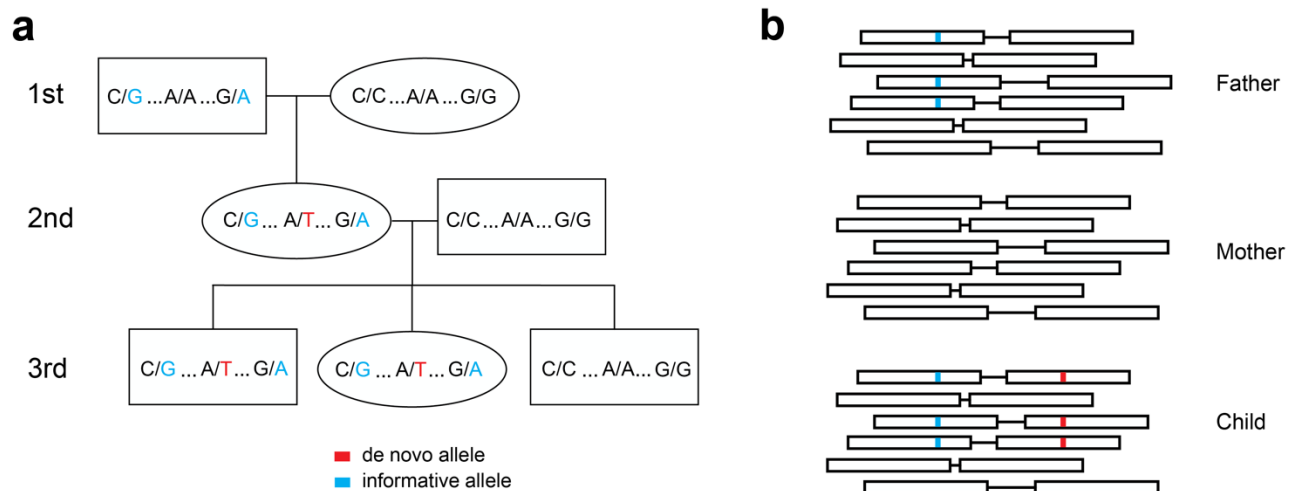 a
1st
C/G ...A/A ...G/A
C/C ...A/A ...G/G
2nd
C/G ... A/T... G/A
C/C ...A/A ... G/G
3rd
C/G ... A/T... G/A
C/G ... A/T... G/A
C/C ... A/A... G/G
de novo allele
informative allele
b
Father
Mother
Child